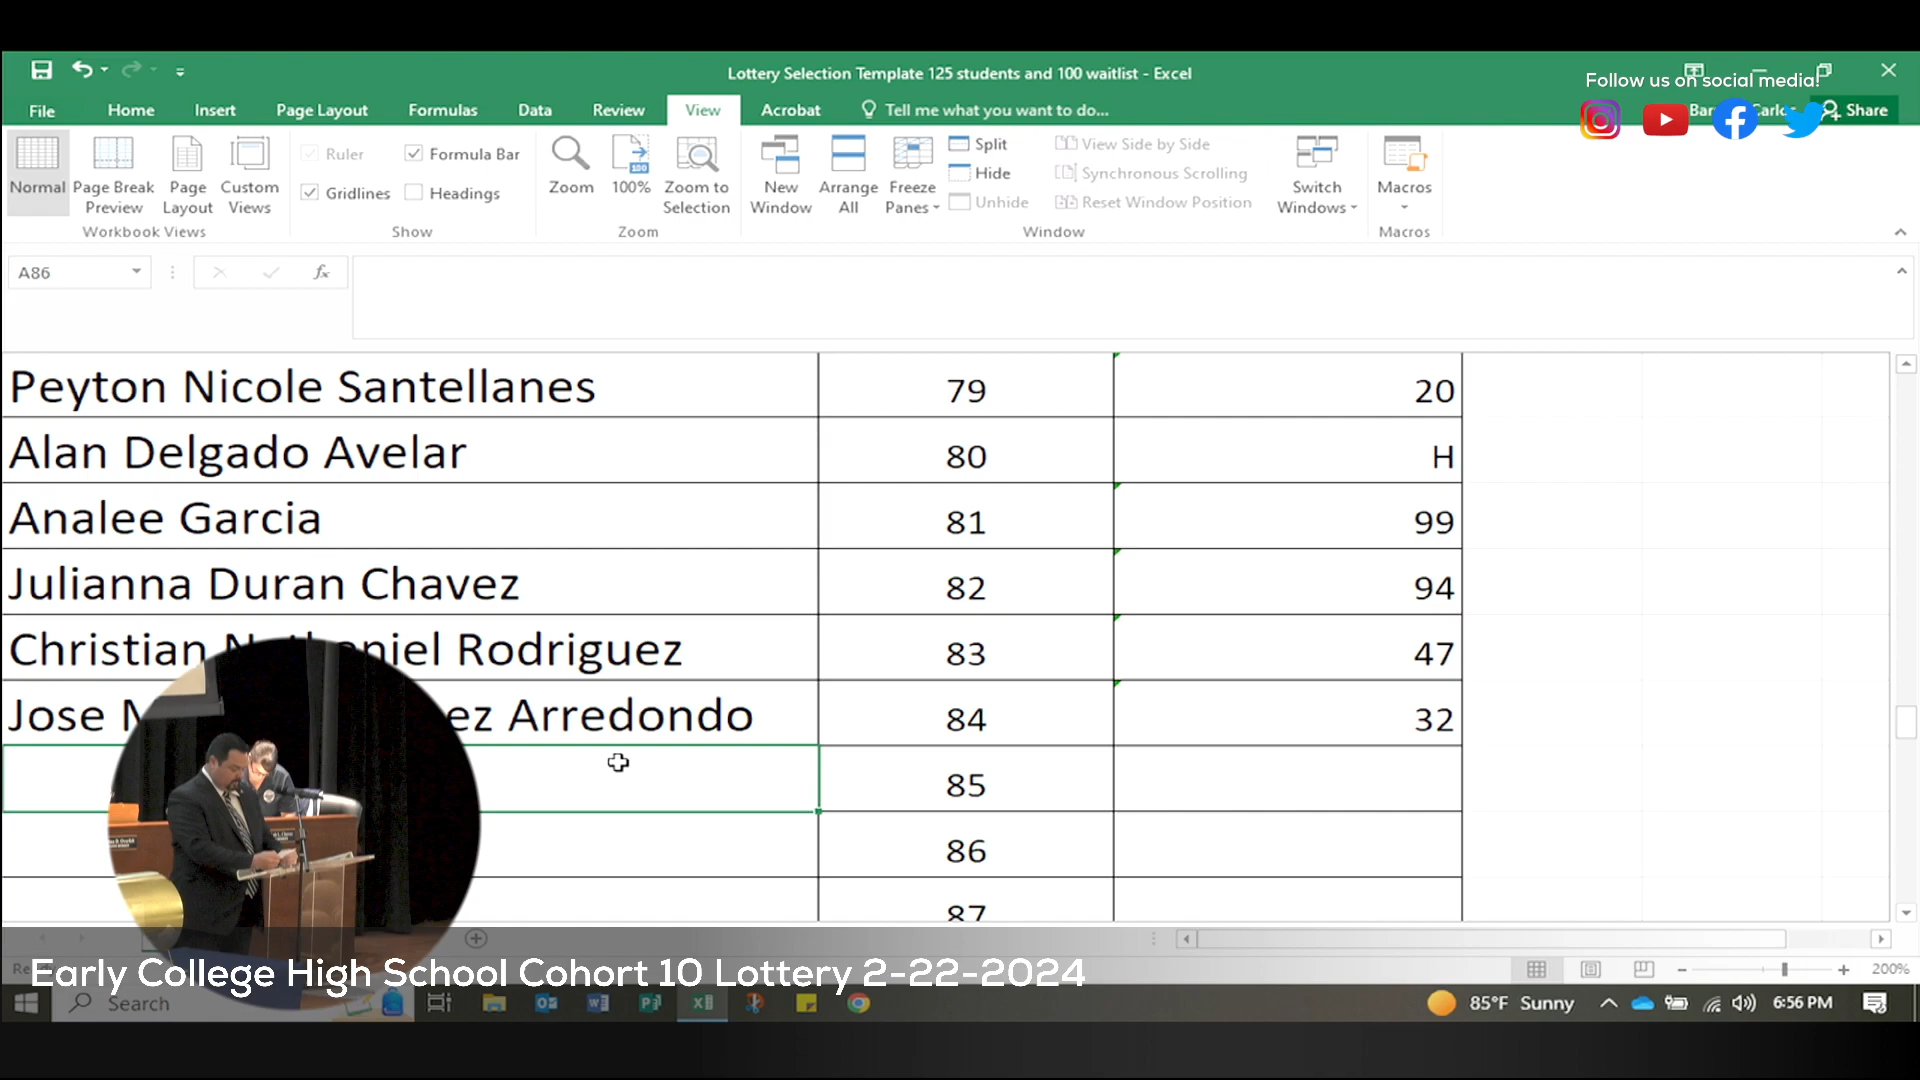 Lottery Selection Template 125 students and 100 waitlist - Excel
Follow us on social media!
File Home Insert Page Layout Formulas Data Review View Acrobat Tell me what you want to do... Share
Normal Page Break Preview Page Layout Custom Views
Workbook Views
Ruler Formula Bar
Gridlines Headings
Show
Zoom 100% Zoom to Selection
Zoom
New Window Arrange All Freeze Panes
Split View Side by Side
Hide Synchronous Scrolling
Unhide Reset Window Position
Window
Switch Windows
Macros
Macros
A86 fx
Peyton Nicole Santellanes 79 20
Alan Delgado Avelar 80 H
Analee Garcia 81 99
Julianna Duran Chavez 82 94
Christian Rodriguez 83 47
Jose Arredondo 84 32
85
86
87
Early College High School Cohort 10 Lottery 2-22-2024
200%
Search
85°F Sunny 6:56 PM